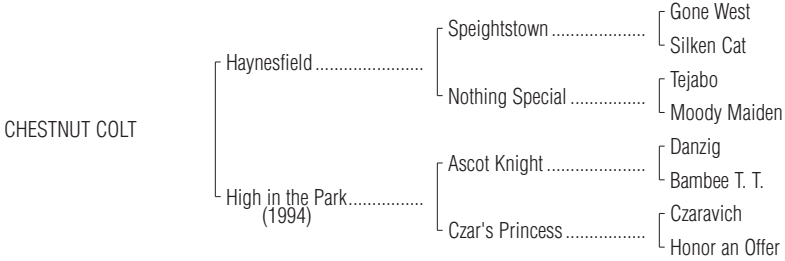 Gone West
Speightstown ....................
Silken Cat
Haynesfield .......................
Tejabo
Nothing Special ................
Moody Maiden
CHESTNUT COLT
Danzig
Ascot Knight .....................
Bambee T. T.
High in the Park................
(1994)
Czaravich
Czar's Princess .................
Honor an Offer